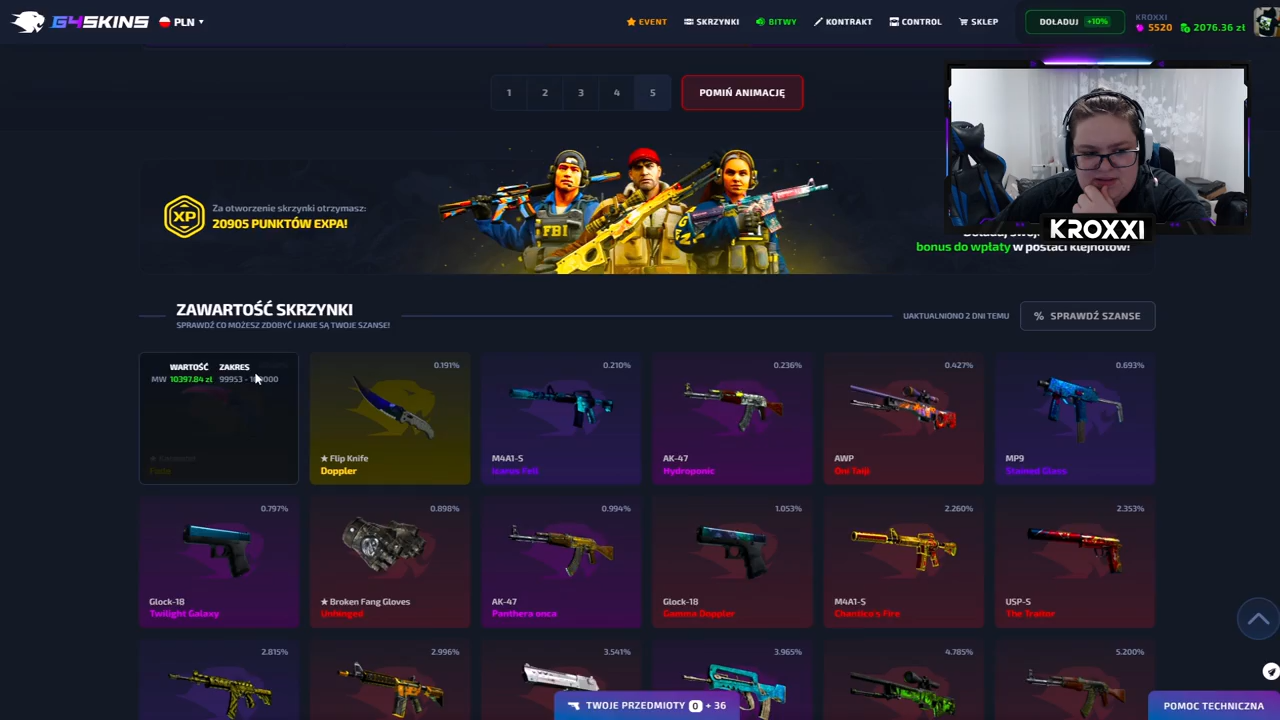 G4SKINS
PLN
EVENT
SKRZYNKI
BITWY
KONTRAKT
CONTROL
SKLEP
DOŁADUJ +10%
KROXXI
5520
2076.36 zł
1 2 3 4 5
POMIŃ ANIMACJĘ
KROXXI
XP
Za otworzenie skrzynki otrzymasz:
20905 PUNKTÓW EXPA!
FBI
bonus do wpłaty w postaci klejnotów!
ZAWARTOŚĆ SKRZYNKI
SPRAWDŹ CO MOŻESZ ZDOBYĆ I JAKIE SĄ TWOJE SZANSE!
UAKTUALNIONO 2 DNI TEMU
% SPRAWDŹ SZANSE
WARTOŚĆ ZAKRES
MW 10397.84 zł 99953 -
Fade
0.191%
★ Flip Knife
Doppler
0.210%
M4A1-S
Icarus Fell
0.236%
AK-47
Hydroponic
0.427%
AWP
Oni Taiji
0.693%
MP9
Stained Glass
0.797%
Glock-18
Twilight Galaxy
0.898%
★ Broken Fang Gloves
Unhinged
0.994%
AK-47
Panthera onca
1.053%
Glock-18
Gamma Doppler
2.260%
M4A1-S
Chantico's Fire
2.353%
USP-S
The Traitor
2.815%
2.996%
3.541%
3.965%
4.785%
5.200%
TWOJE PRZEDMIOTY 0 + 36
POMOC TECHNICZNA